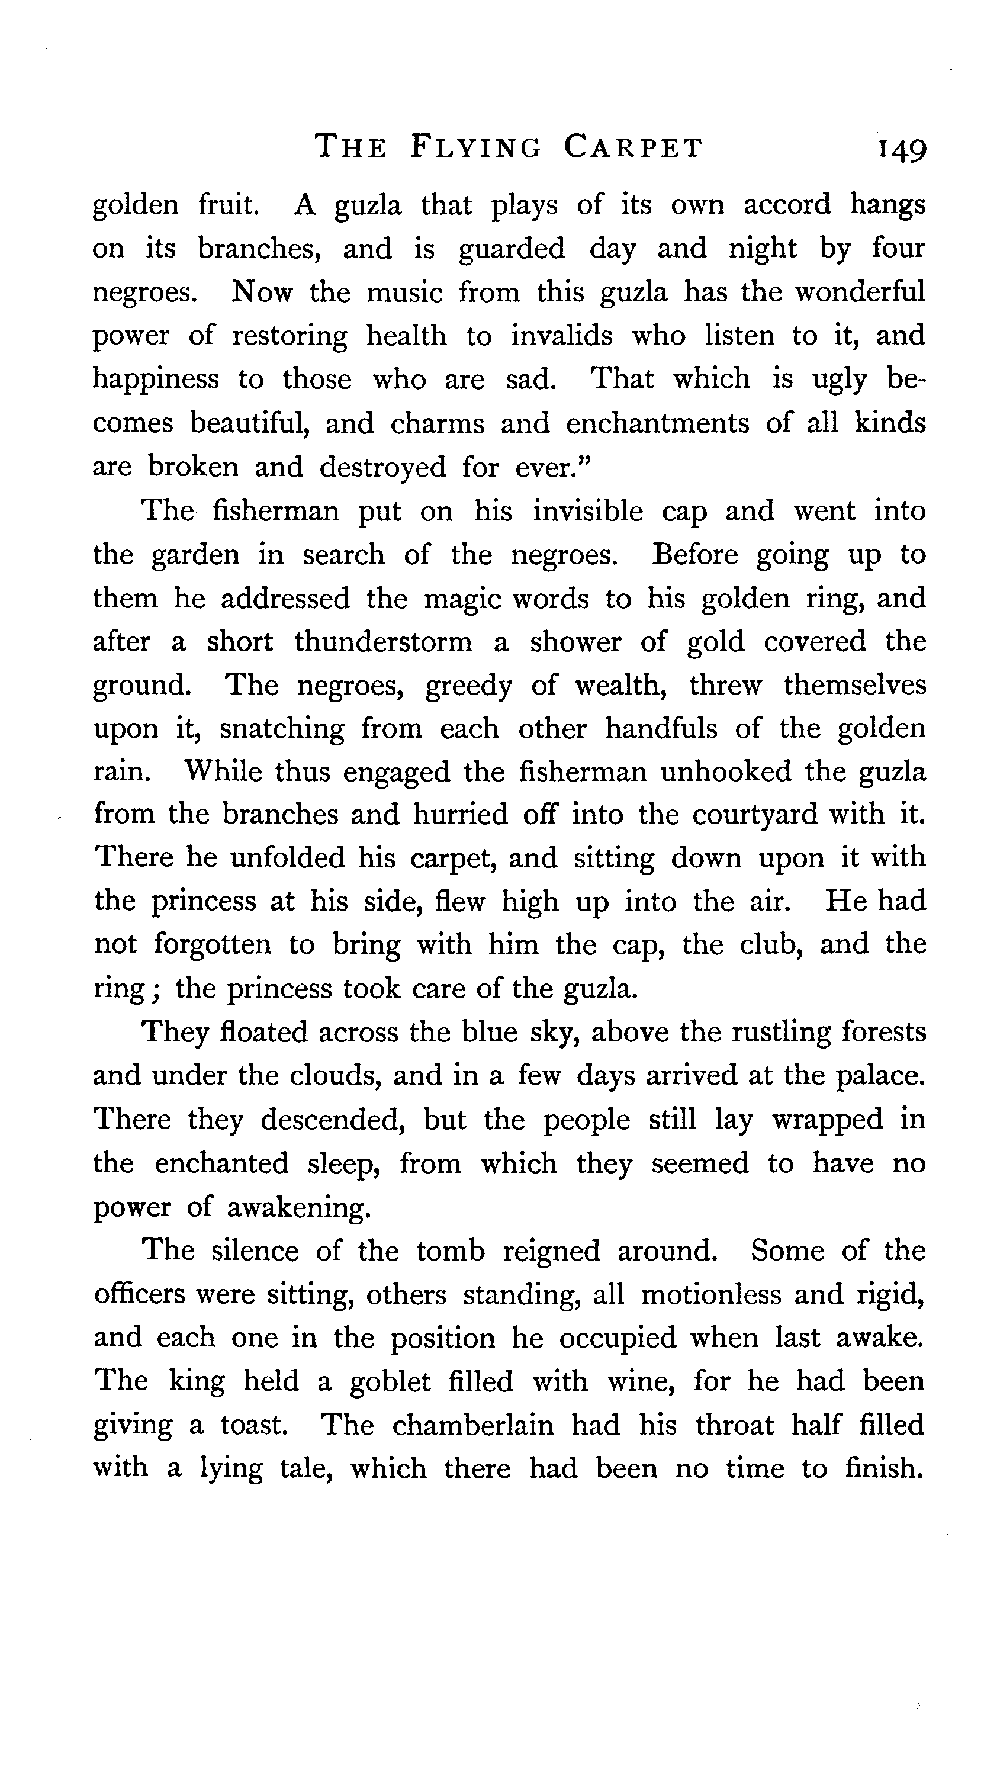 THE FLYING CARPET 149
golden fruit. A guzla that plays of its own accord hangs
on its branches, and is guarded day and night by four
negroes. Now the music from this guzla has the wonderful
power of restoring health to invalids who listen to it, and
happiness to those who are sad. That which is ugly be-
comes beautiful, and charms and enchantments of all kinds
are broken and destroyed for ever.”
The fisherman put on his invisible cap and went into
the garden in search of the negroes. Before going up to
them he addressed the magic words to his golden ring, and
after a short thunderstorm a shower of gold covered the
ground. The negroes, greedy of wealth, threw themselves
upon it, snatching from each other handfuls of the golden
rain. While thus engaged the fisherman unhooked the guzla
from the branches and hurried off into the courtyard with it.
There he unfolded his carpet, and sitting down upon it with
the princess at his side, flew high up into the air. He had
not forgotten to bring with him the cap, the club, and the
ring; the princess took care of the guzla.
They floated across the blue sky, above the rustling forests
and under the clouds, and in a few days arrived at the palace.
There they descended, but the people still lay wrapped in
the enchanted sleep, from which they seemed to have no
power of awakening.
The silence of the tomb reigned around. Some of the
officers were sitting, others standing, all motionless and rigid,
and each one in the position he occupied when last awake.
The king held a goblet filled with wine, for he had been
giving a toast. The chamberlain had his throat half filled
with a lying tale, which there had been no time to finish.